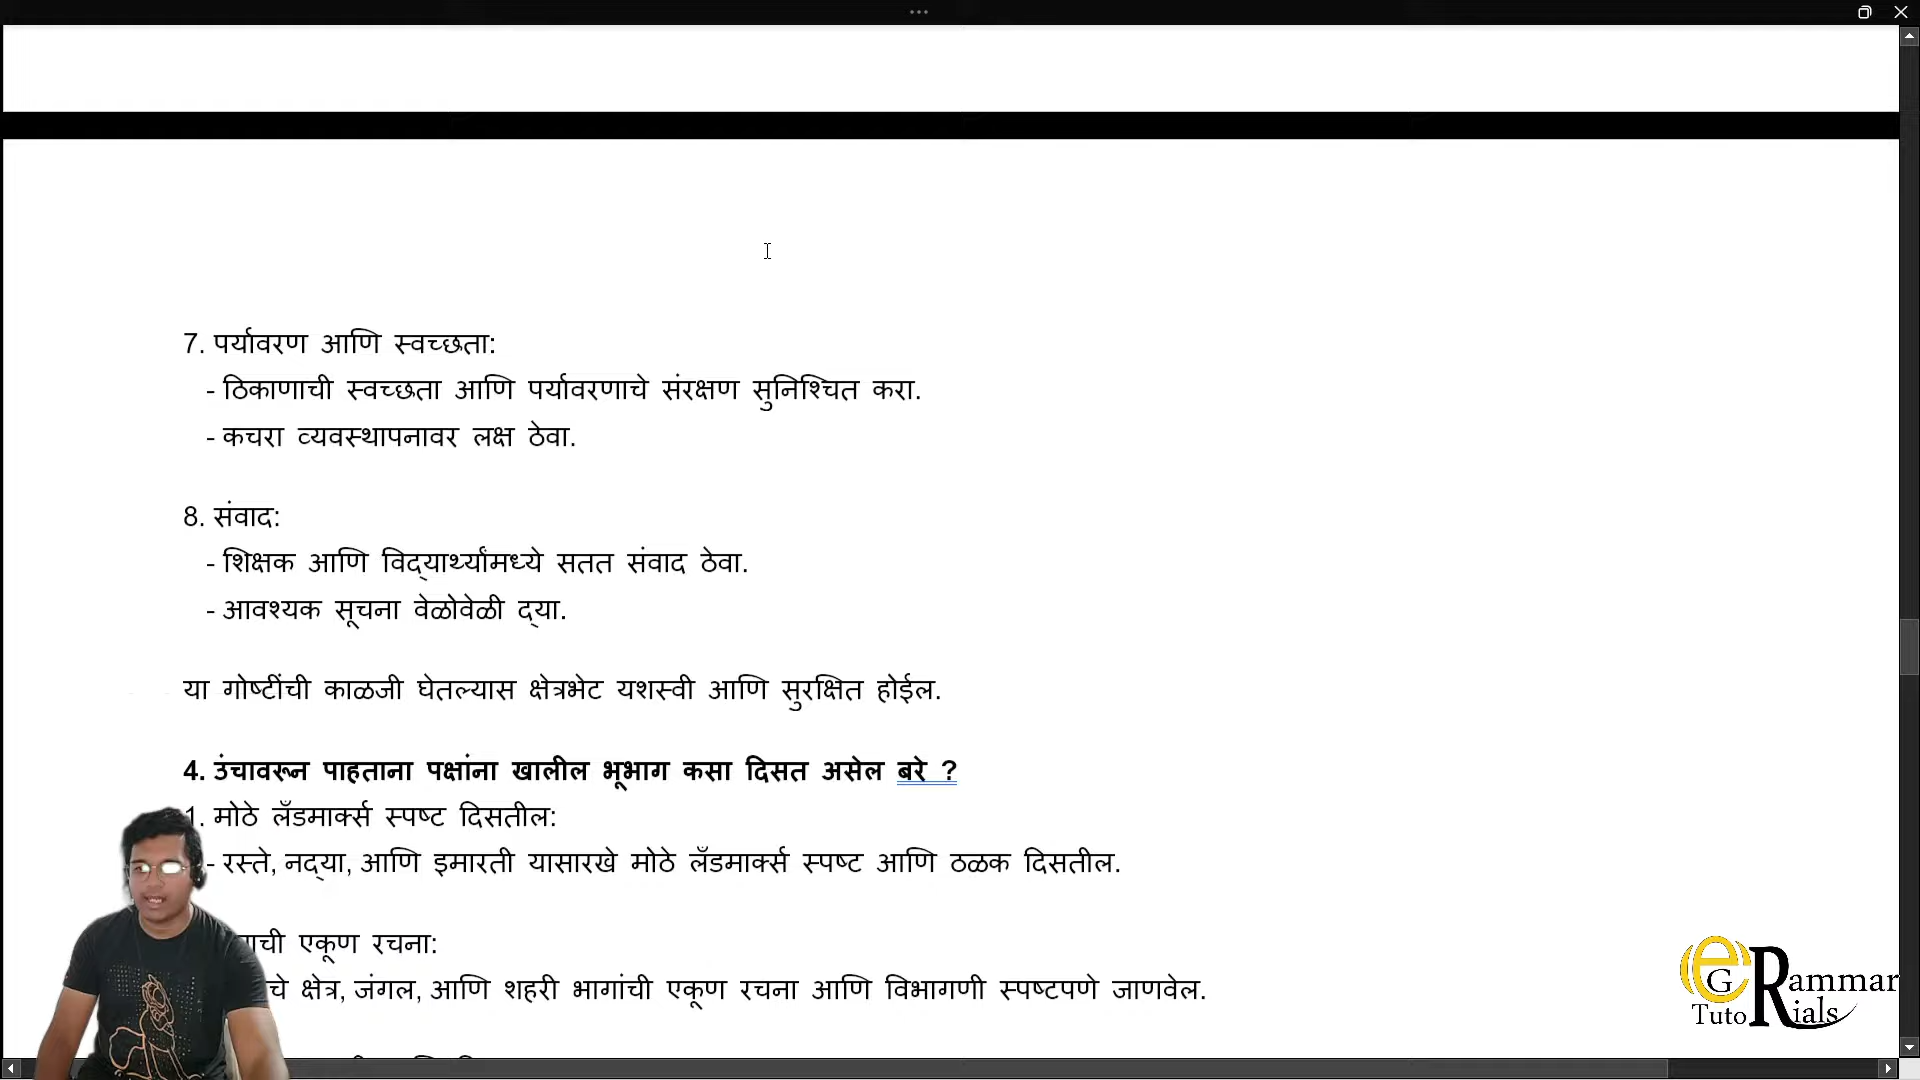 7. पर्यावरण आणि स्वच्छता:
- ठिकाणाची स्वच्छता आणि पर्यावरणाचे संरक्षण सुनिश्चित करा.
- कचरा व्यवस्थापनावर लक्ष ठेवा.
8. संवाद:
- शिक्षक आणि विद्यार्थ्यांमध्ये सतत संवाद ठेवा.
- आवश्यक सूचना वेळोवेळी द्या.
या गोष्टींची काळजी घेतल्यास क्षेत्रभेट यशस्वी आणि सुरक्षित होईल.
4. उंचावरून पाहताना पक्षांना खालील भूभाग कसा दिसत असेल बरे ?
1. मोठे लँडमार्क्स स्पष्ट दिसतील:
- रस्ते, नद्या, आणि इमारती यासारखे मोठे लँडमार्क्स स्पष्ट आणि ठळक दिसतील.
एकूण रचना:
क्षेत्र, जंगल, आणि शहरी भागांची एकूण रचना आणि विभागणी स्पष्टपणे जाणवेल.
eGRammar
TutoRials